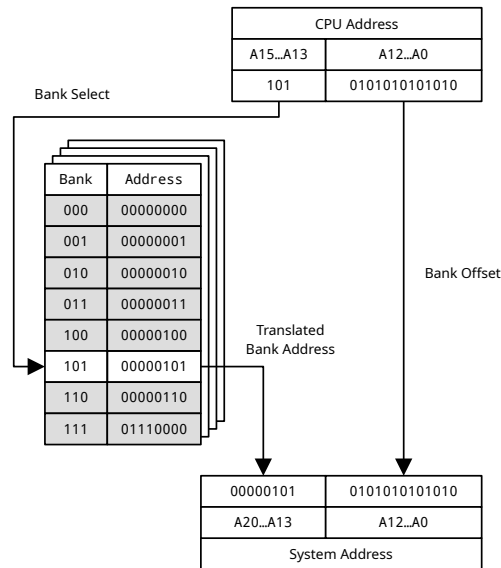 CPU Address
A15…A13 A12…A0
101 0101010101010
Bank Select
Bank Address
000 00000000
001 00000001
010 00000010
011 00000011
100 00000100
101 00000101
110 00000110
111 01110000
Bank Offset
Translated
Bank Address
00000101 0101010101010
A20…A13 A12…A0
System Address